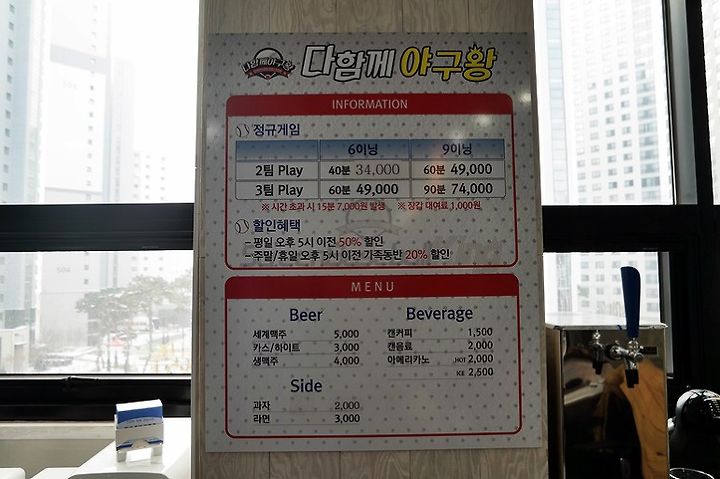 다함께야구왕
다함께 야구왕
INFORMATION
정규게임
6이닝 9이닝
2팀 Play 40분 34,000 60분 49,000
3팀 Play 60분 49,000 90분 74,000
※ 시간 초과 시 15분 7,000원 발생 ※ 장갑 대여료 1,000원
할인혜택
- 평일 오후 5시 이전 50% 할인
- 주말/휴일 오후 5시 이전 가족동반 20% 할인
MENU
Beer
세계맥주 5,000
카스/하이트 3,000
생맥주 4,000
Side
과자 2,000
라면 3,000
Beverage
캔커피 1,500
캔음료 2,000
아메리카노 HOT 2,000
ICE 2,500
504